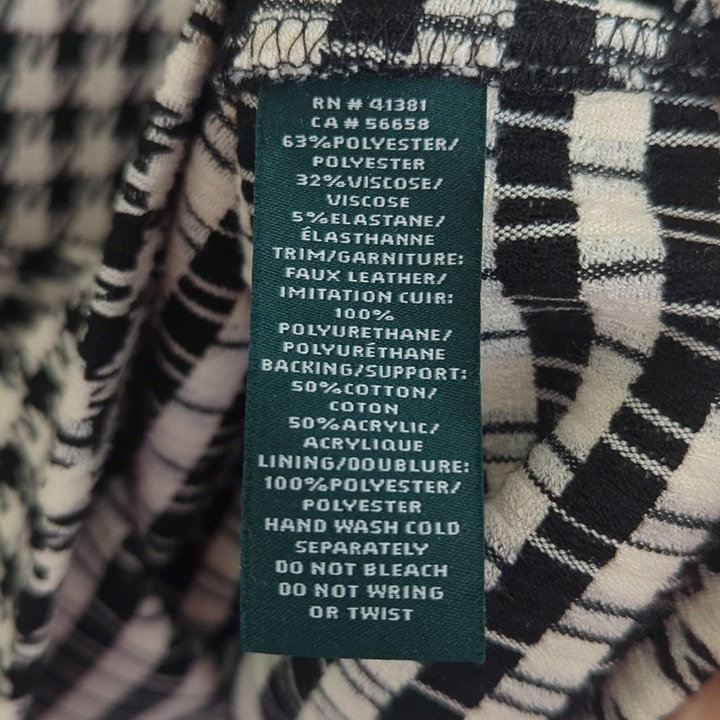 RN # 41381
CA # 56658
63%POLYESTER/
POLYESTER
32%VISCOSE/
VISCOSE
5%ELASTANE/
ÉLASTHANNE
TRIM/GARNITURE:
FAUX LEATHER/
IMITATION CUIR:
100%
POLYURETHANE/
POLYURÉTHANE
BACKING/SUPPORT:
50%COTTON/
COTON
50%ACRYLIC/
ACRYLIQUE
LINING/DOUBLURE:
100%POLYESTER/
POLYESTER
HAND WASH COLD
SEPARATELY
DO NOT BLEACH
DO NOT WRING
OR TWIST